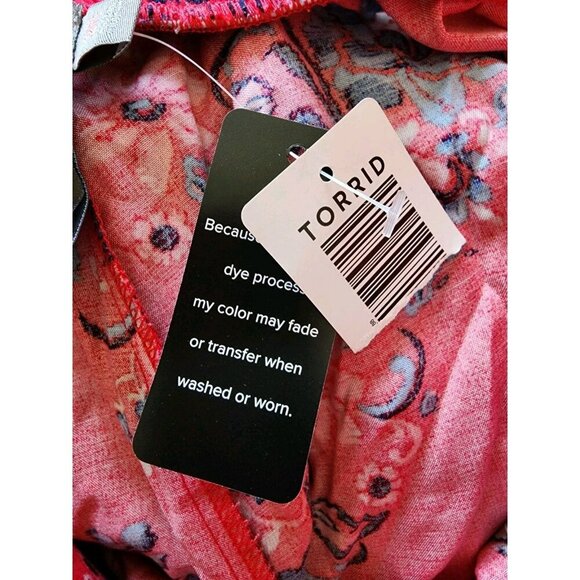 TORRID
Because
dye process
my color may fade
or transfer when
washed or worn.